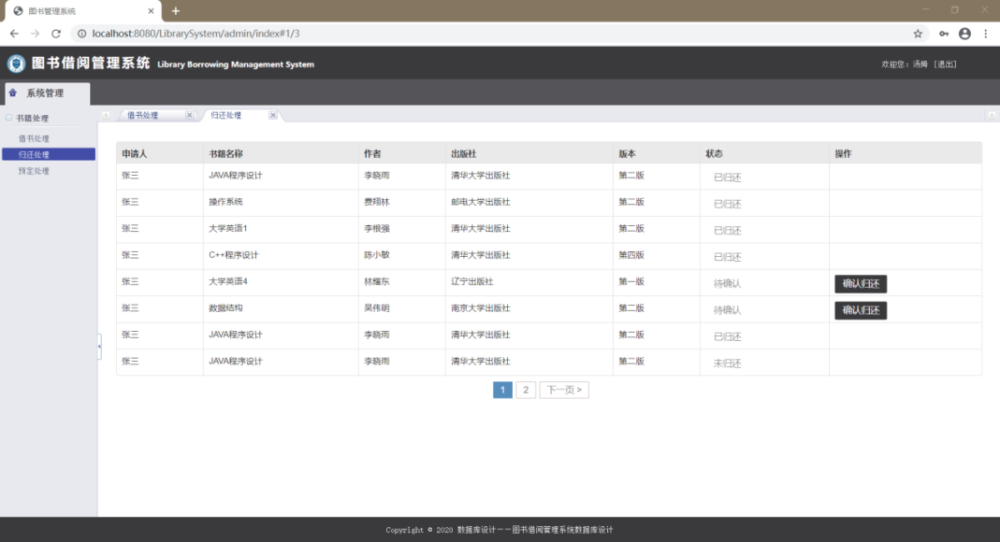 图书管理系统
localhost:8080/LibrarySystem/admin/index#1/3
图书借阅管理系统 Library Borrowing Management System
欢迎您：汤梅 [退出]
系统管理
书籍处理
借书处理
归还处理
预定处理
借书处理 归还处理
申请人 书籍名称 作者 出版社 版本 状态 操作
张三 JAVA程序设计 李晓雨 清华大学出版社 第二版 已归还
张三 操作系统 费翔林 邮电大学出版社 第二版 已归还
张三 大学英语1 李根强 清华大学出版社 第二版 已归还
张三 C++程序设计 陈小敏 清华大学出版社 第四版 已归还
张三 大学英语4 林耀东 辽宁出版社 第一版 待确认 确认归还
张三 数据结构 吴伟明 南京大学出版社 第二版 待确认 确认归还
张三 JAVA程序设计 李晓雨 清华大学出版社 第二版 已归还
张三 JAVA程序设计 李晓雨 清华大学出版社 第二版 未归还
1 2 下一页 >
Copyright © 2020 数据库设计——图书借阅管理系统数据库设计